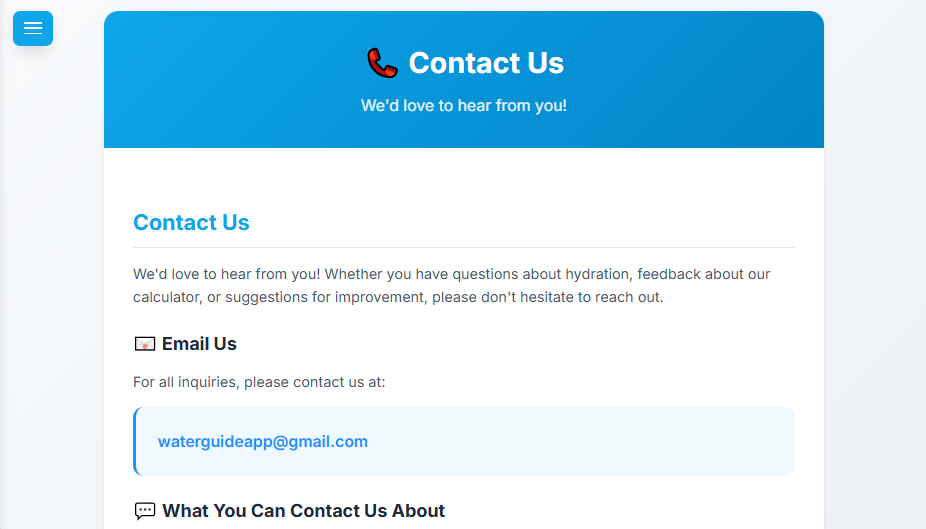 Contact Us
We'd love to hear from you!
Contact Us
We'd love to hear from you! Whether you have questions about hydration, feedback about our
calculator, or suggestions for improvement, please don't hesitate to reach out.
Email Us
For all inquiries, please contact us at:
waterguideapp@gmail.com
What You Can Contact Us About